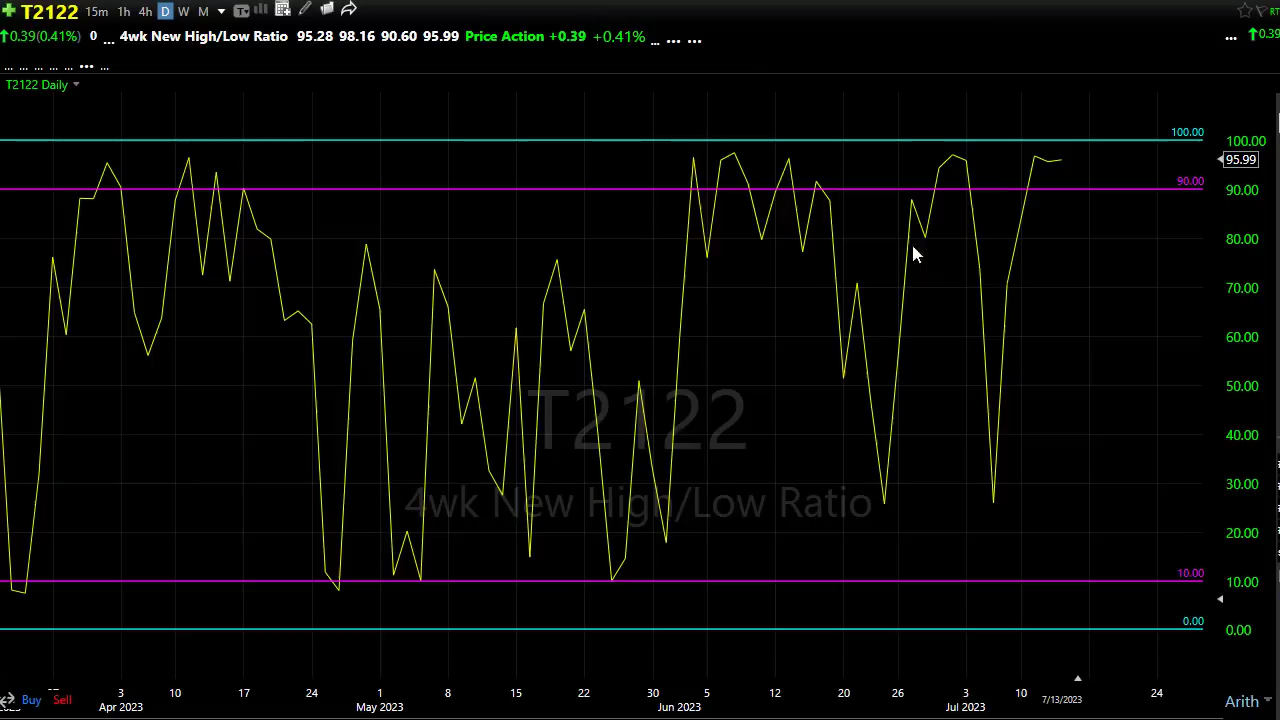 T2122 15m 1h 4h D W M T
0.39(0.41%) 0 ... 4wk New High/Low Ratio 95.28 98.16 90.60 95.99 Price Action +0.39 +0.41% ... ... ... ... 0.39
... ... ... ... ... ... ...
T2122 Daily
100.00
100.00
95.99
90.00
90.00
80.00
70.00
60.00
50.00
T2122
40.00
30.00
4wk New High/Low Ratio
20.00
10.00
10.00
0.00
0.00
3 10 17 24 1 8 15 22 30 5 12 20 26 3 10 24
Buy Sell
Apr 2023 May 2023 Jun 2023 Jul 2023 7/13/2023
Arith